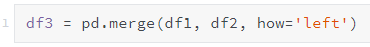 1 df3 = pd.merge(df1, df2, how='left')